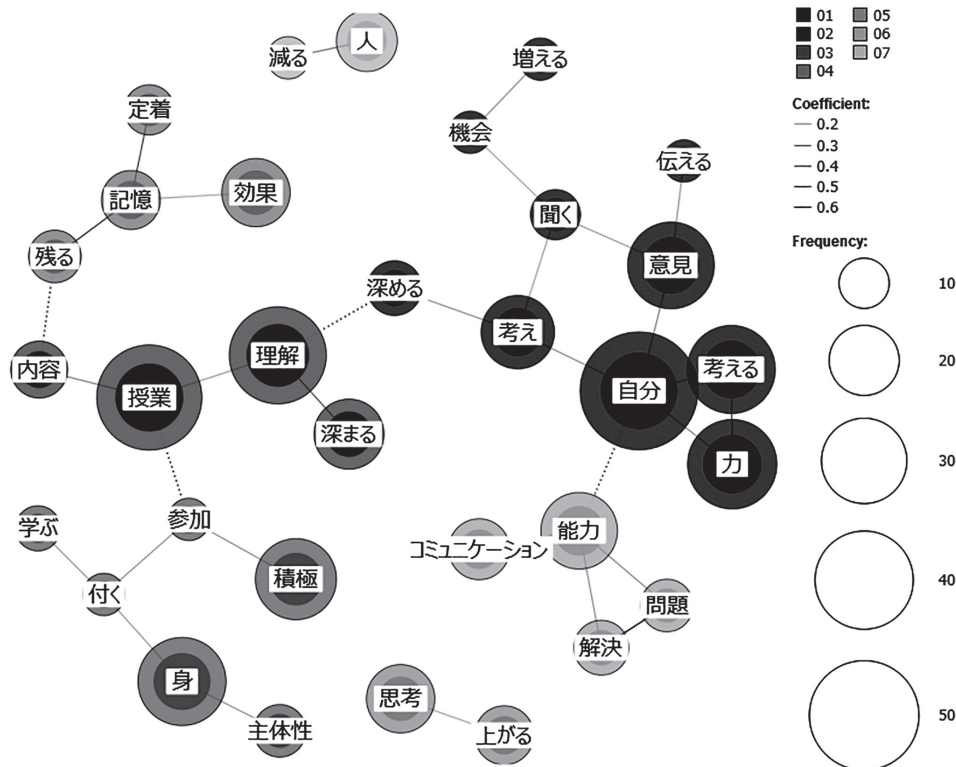 人
減る
増える
定着
機会
伝える
記憶
効果
聞く
残る
意見
深める
考え
理解
内容
授業
自分
考える
深まる
力
学ぶ
参加
能力
コミュニケーション
積極
付く
問題
解決
身
思考
主体性
上がる
01 05
02 06
03 07
04
Coefficient:
0.2
0.3
0.4
0.5
0.6
Frequency:
10
20
30
40
50